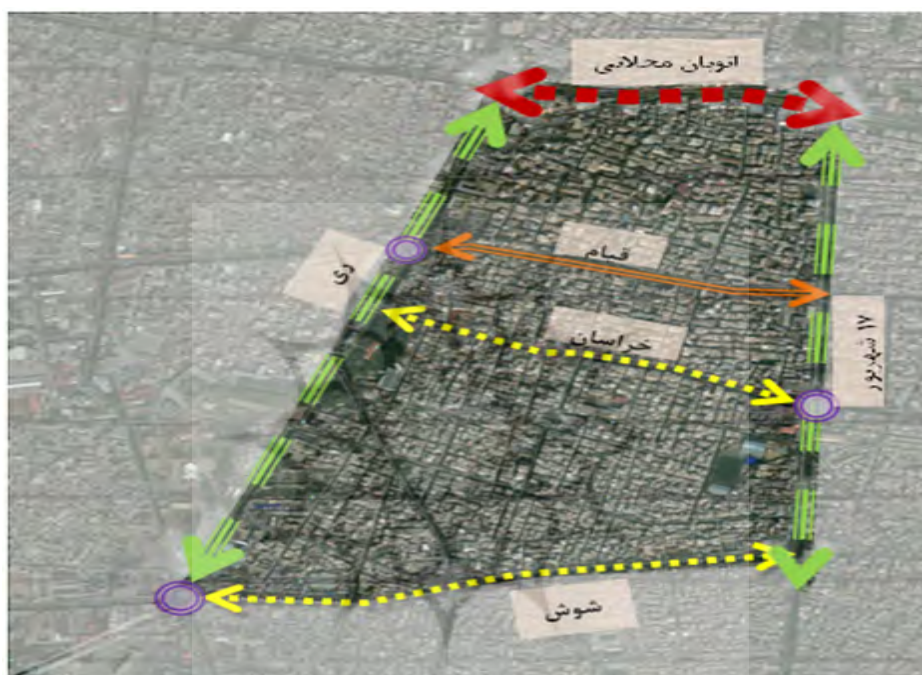 اتوبان محلاتی
قیام
ری
خراسان
۱۷ شهریور
شوش